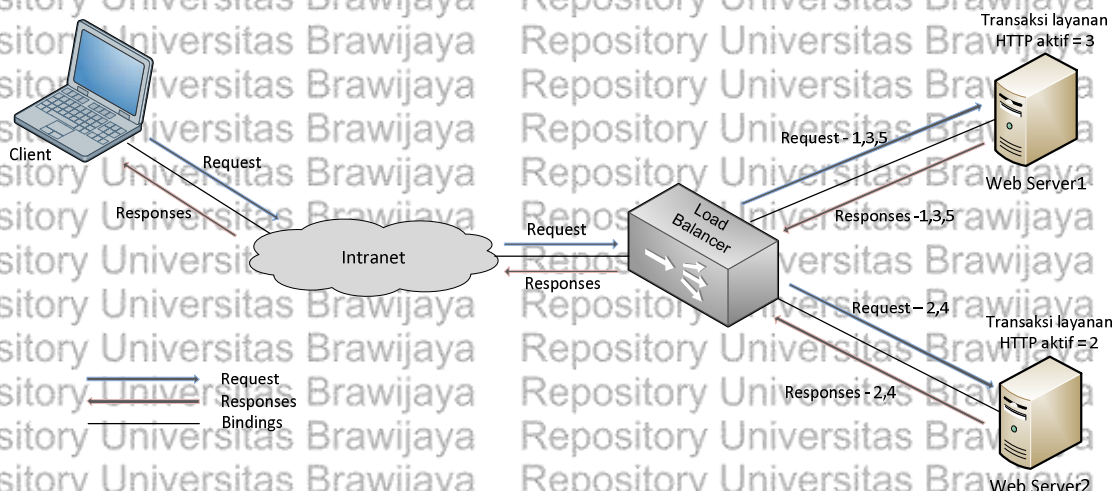 Transaksi layanan
HTTP aktif = 3
Client
Request
Responses
Intranet
Request
Responses
Load
Balancer
Request - 1,3,5
Responses -1,3,5
Web Server1
Request – 2,4
Responses - 2,4
Transaksi layanan
HTTP aktif = 2
Web Server2
Request
Responses
Bindings
Repository Universitas Brawijaya